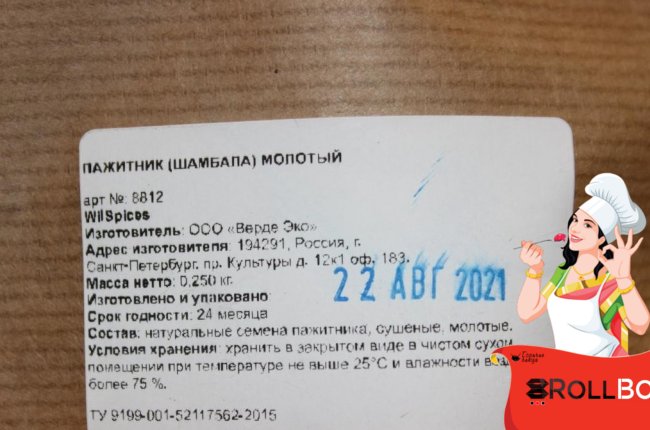 ПАЖИТНИК (ШАМБАЛА) МОЛОТЫЙ
арт №: 8812
WilSpices
Изготовитель: ООО «Верде Эко»
Адрес изготовителя: 194291, Россия, г.
Санкт-Петербург. пр. Культуры д. 12к1 оф. 183.
Масса нетто: 0,250 кг.
Изготовлено и упаковано:
22 АВГ 2021
Срок годности: 24 месяца
Состав: натуральные семена пажитника, сушеные, молотые.
Условия хранения: хранить в закрытом виде в чистом сухом
помещении при температуре не выше 25°С и влажности возд
более 75 %.
ТУ 9199-001-52117562-2015
ROLLBO